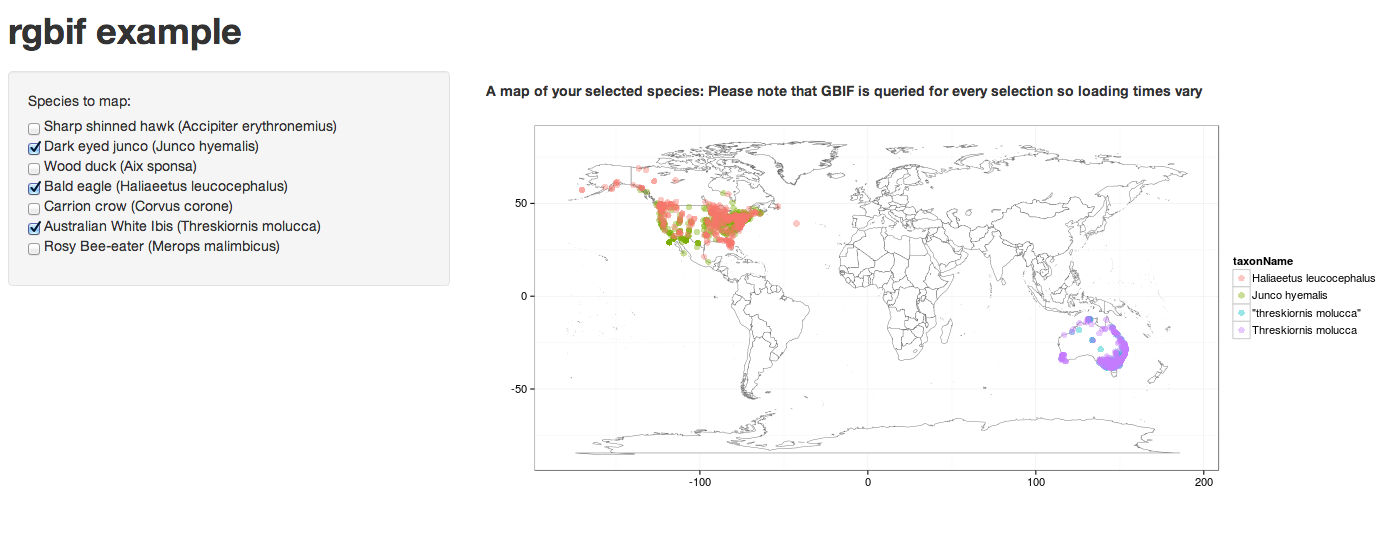 rgbif example
Species to map:
Sharp shinned hawk (Accipiter erythronemius)
Dark eyed junco (Junco hyemalis)
Wood duck (Aix sponsa)
Bald eagle (Haliaeetus leucocephalus)
Carrion crow (Corvus corone)
Australian White Ibis (Threskiornis molucca)
Rosy Bee-eater (Merops malimbicus)
A map of your selected species: Please note that GBIF is queried for every selection so loading times vary
50
0
-50
-100
0
100
200
taxonName
Haliaeetus leucocephalus
Junco hyemalis
"threskiornis molucca"
Threskiornis molucca